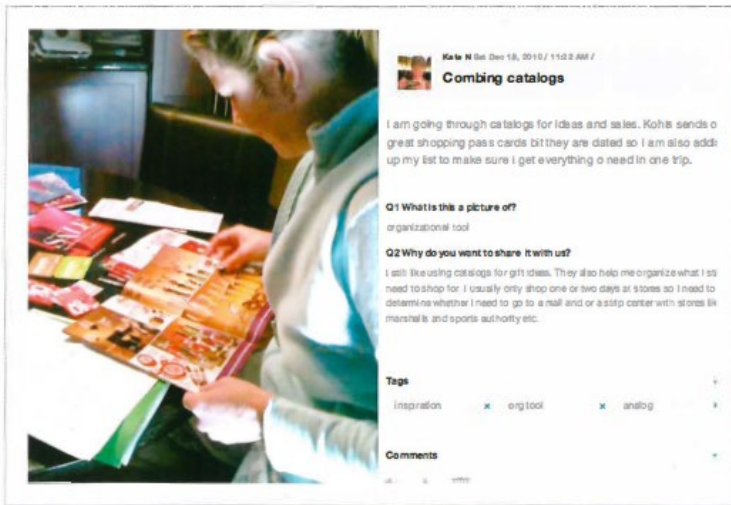 Kate N Sat Dec 18, 2010 / 11:22 AM /
Combing catalogs
I am going through catalogs for ideas and sales. Kohls sends o
great shopping pass cards bit they are dated so I am also addi
up my list to make sure I get everything o need in one trip.
Q1 What is this a picture of?
organizational tool
Q2 Why do you want to share it with us?
I still like using catalogs for gift ideas. They also help me organize what I sti
need to shop for. I usually only shop one or two days at stores so I need to
determine whether I need to go to a mall and or a strip center with stores lik
marshalls and sports authority etc.
Tags
inspiration x org tool x analog x
Comments